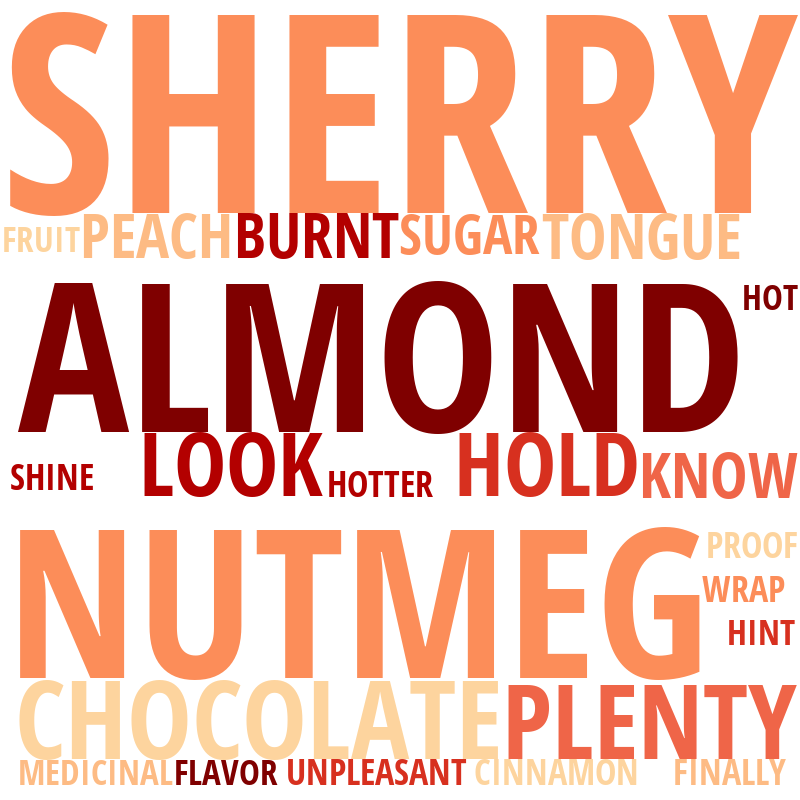 SHERRY
FRUIT PEACH BURNT SUGAR TONGUE
ALMOND HOT
SHINE LOOK HOTTER HOLD KNOW
NUTMEG PROOF
WRAP
HINT
CHOCOLATE PLENTY
MEDICINAL FLAVOR UNPLEASANT CINNAMON FINALLY